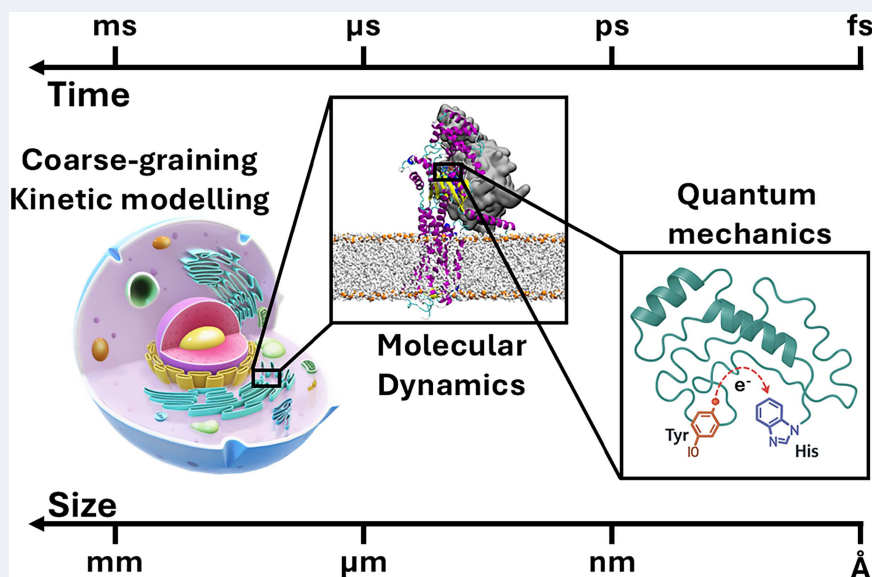 ms µs ps fs
Time
Coarse-graining
Kinetic modelling
Quantum
mechanics
Molecular
Dynamics
e-
Tyr
IO
N
N
His
Size
mm µm nm Å